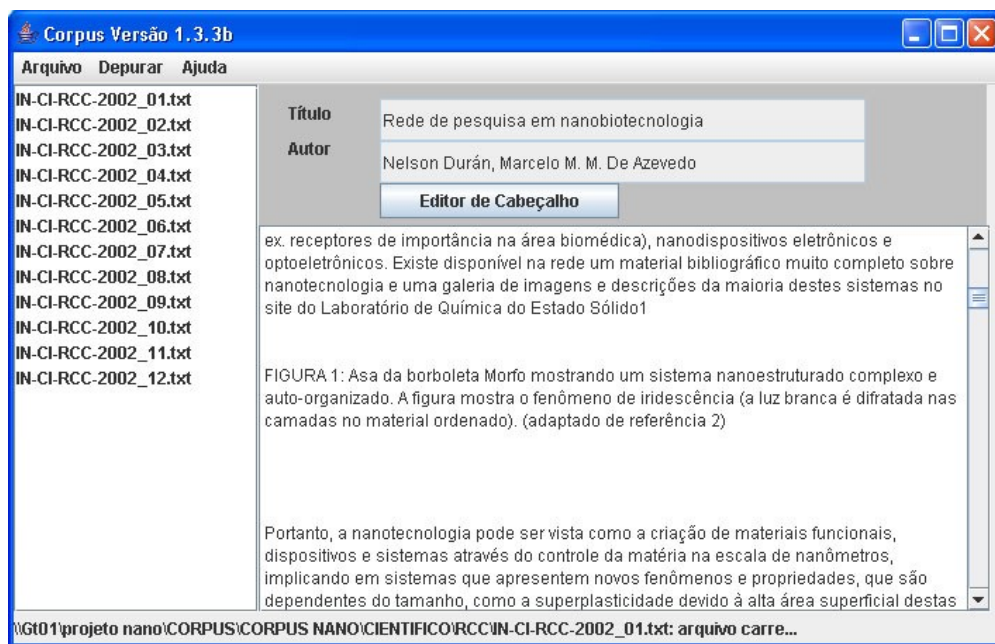 Corpus Versão 1.3.3b
Arquivo Depurar Ajuda
IN-CI-RCC-2002_01.txt
IN-CI-RCC-2002_02.txt
IN-CI-RCC-2002_03.txt
IN-CI-RCC-2002_04.txt
IN-CI-RCC-2002_05.txt
IN-CI-RCC-2002_06.txt
IN-CI-RCC-2002_07.txt
IN-CI-RCC-2002_08.txt
IN-CI-RCC-2002_09.txt
IN-CI-RCC-2002_10.txt
IN-CI-RCC-2002_11.txt
IN-CI-RCC-2002_12.txt
Título Rede de pesquisa em nanobiotecnologia
Autor Nelson Durán, Marcelo M. M. De Azevedo
Editor de Cabeçalho
ex. receptores de importância na área biomédica), nanodispositivos eletrônicos e
optoeletrônicos. Existe disponível na rede um material bibliográfico muito completo sobre
nanotecnologia e uma galeria de imagens e descrições da maioria destes sistemas no
site do Laboratório de Química do Estado Sólido1
FIGURA 1: Asa da borboleta Morfo mostrando um sistema nanoestruturado complexo e
auto-organizado. A figura mostra o fenômeno de iridescência (a luz branca é difratada nas
camadas no material ordenado). (adaptado de referência 2)
Portanto, a nanotecnologia pode ser vista como a criação de materiais funcionais,
dispositivos e sistemas através do controle da matéria na escala de nanômetros,
implicando em sistemas que apresentem novos fenômenos e propriedades, que são
dependentes do tamanho, como a superplasticidade devido à alta área superficial destas
\\Gt01\projeto nano\CORPUS\CORPUS NANO\CIENTIFICO\RCC\IN-CI-RCC-2002_01.txt: arquivo carre...